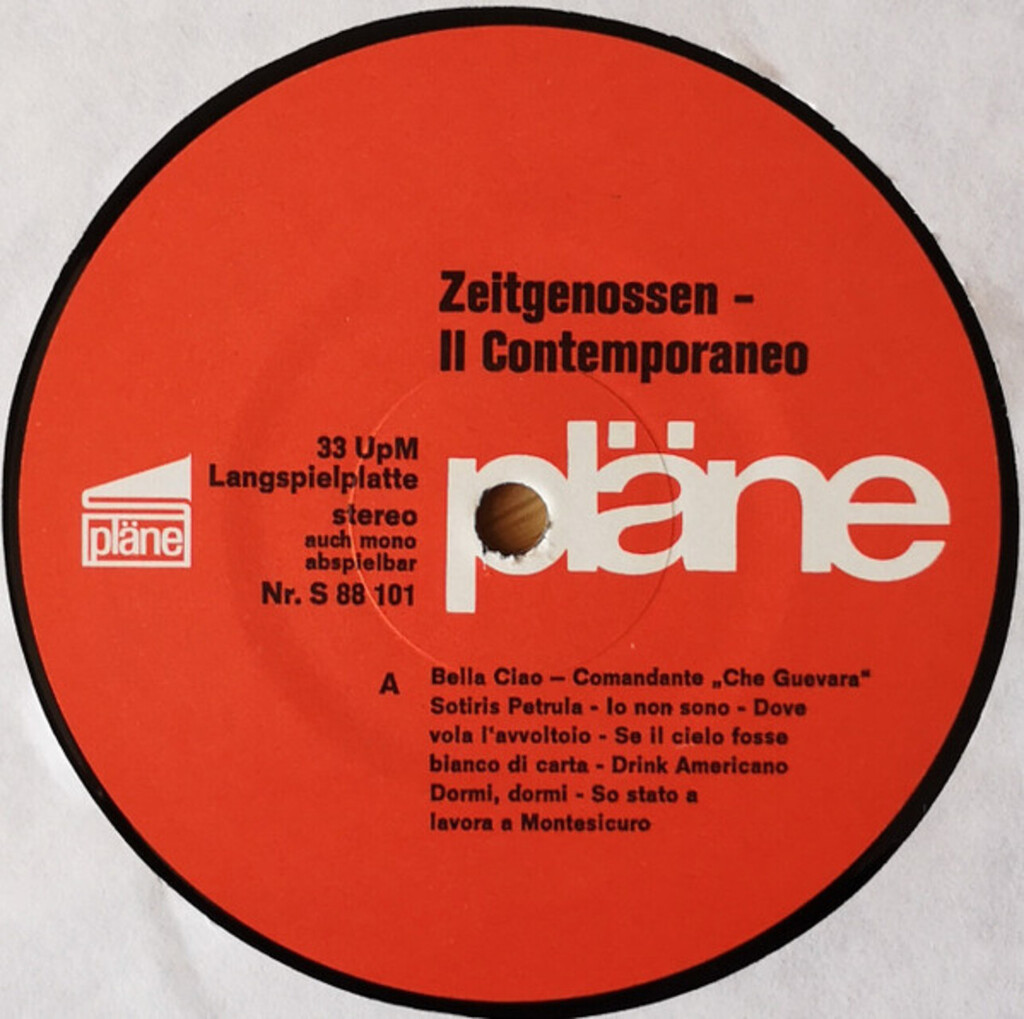 Zeitgenossen -
Il Contemporaneo
33 UpM
Langspielplatte
stereo
auch mono
abspielbar
Nr. S 88 101
pläne
pläne
A
Bella Ciao – Comandante „Che Guevara“
Sotiris Petrula - Io non sono - Dove
vola l'avvoltoio - Se il cielo fosse
bianco di carta - Drink Americano
Dormi, dormi - So stato a
lavora a Montesicuro